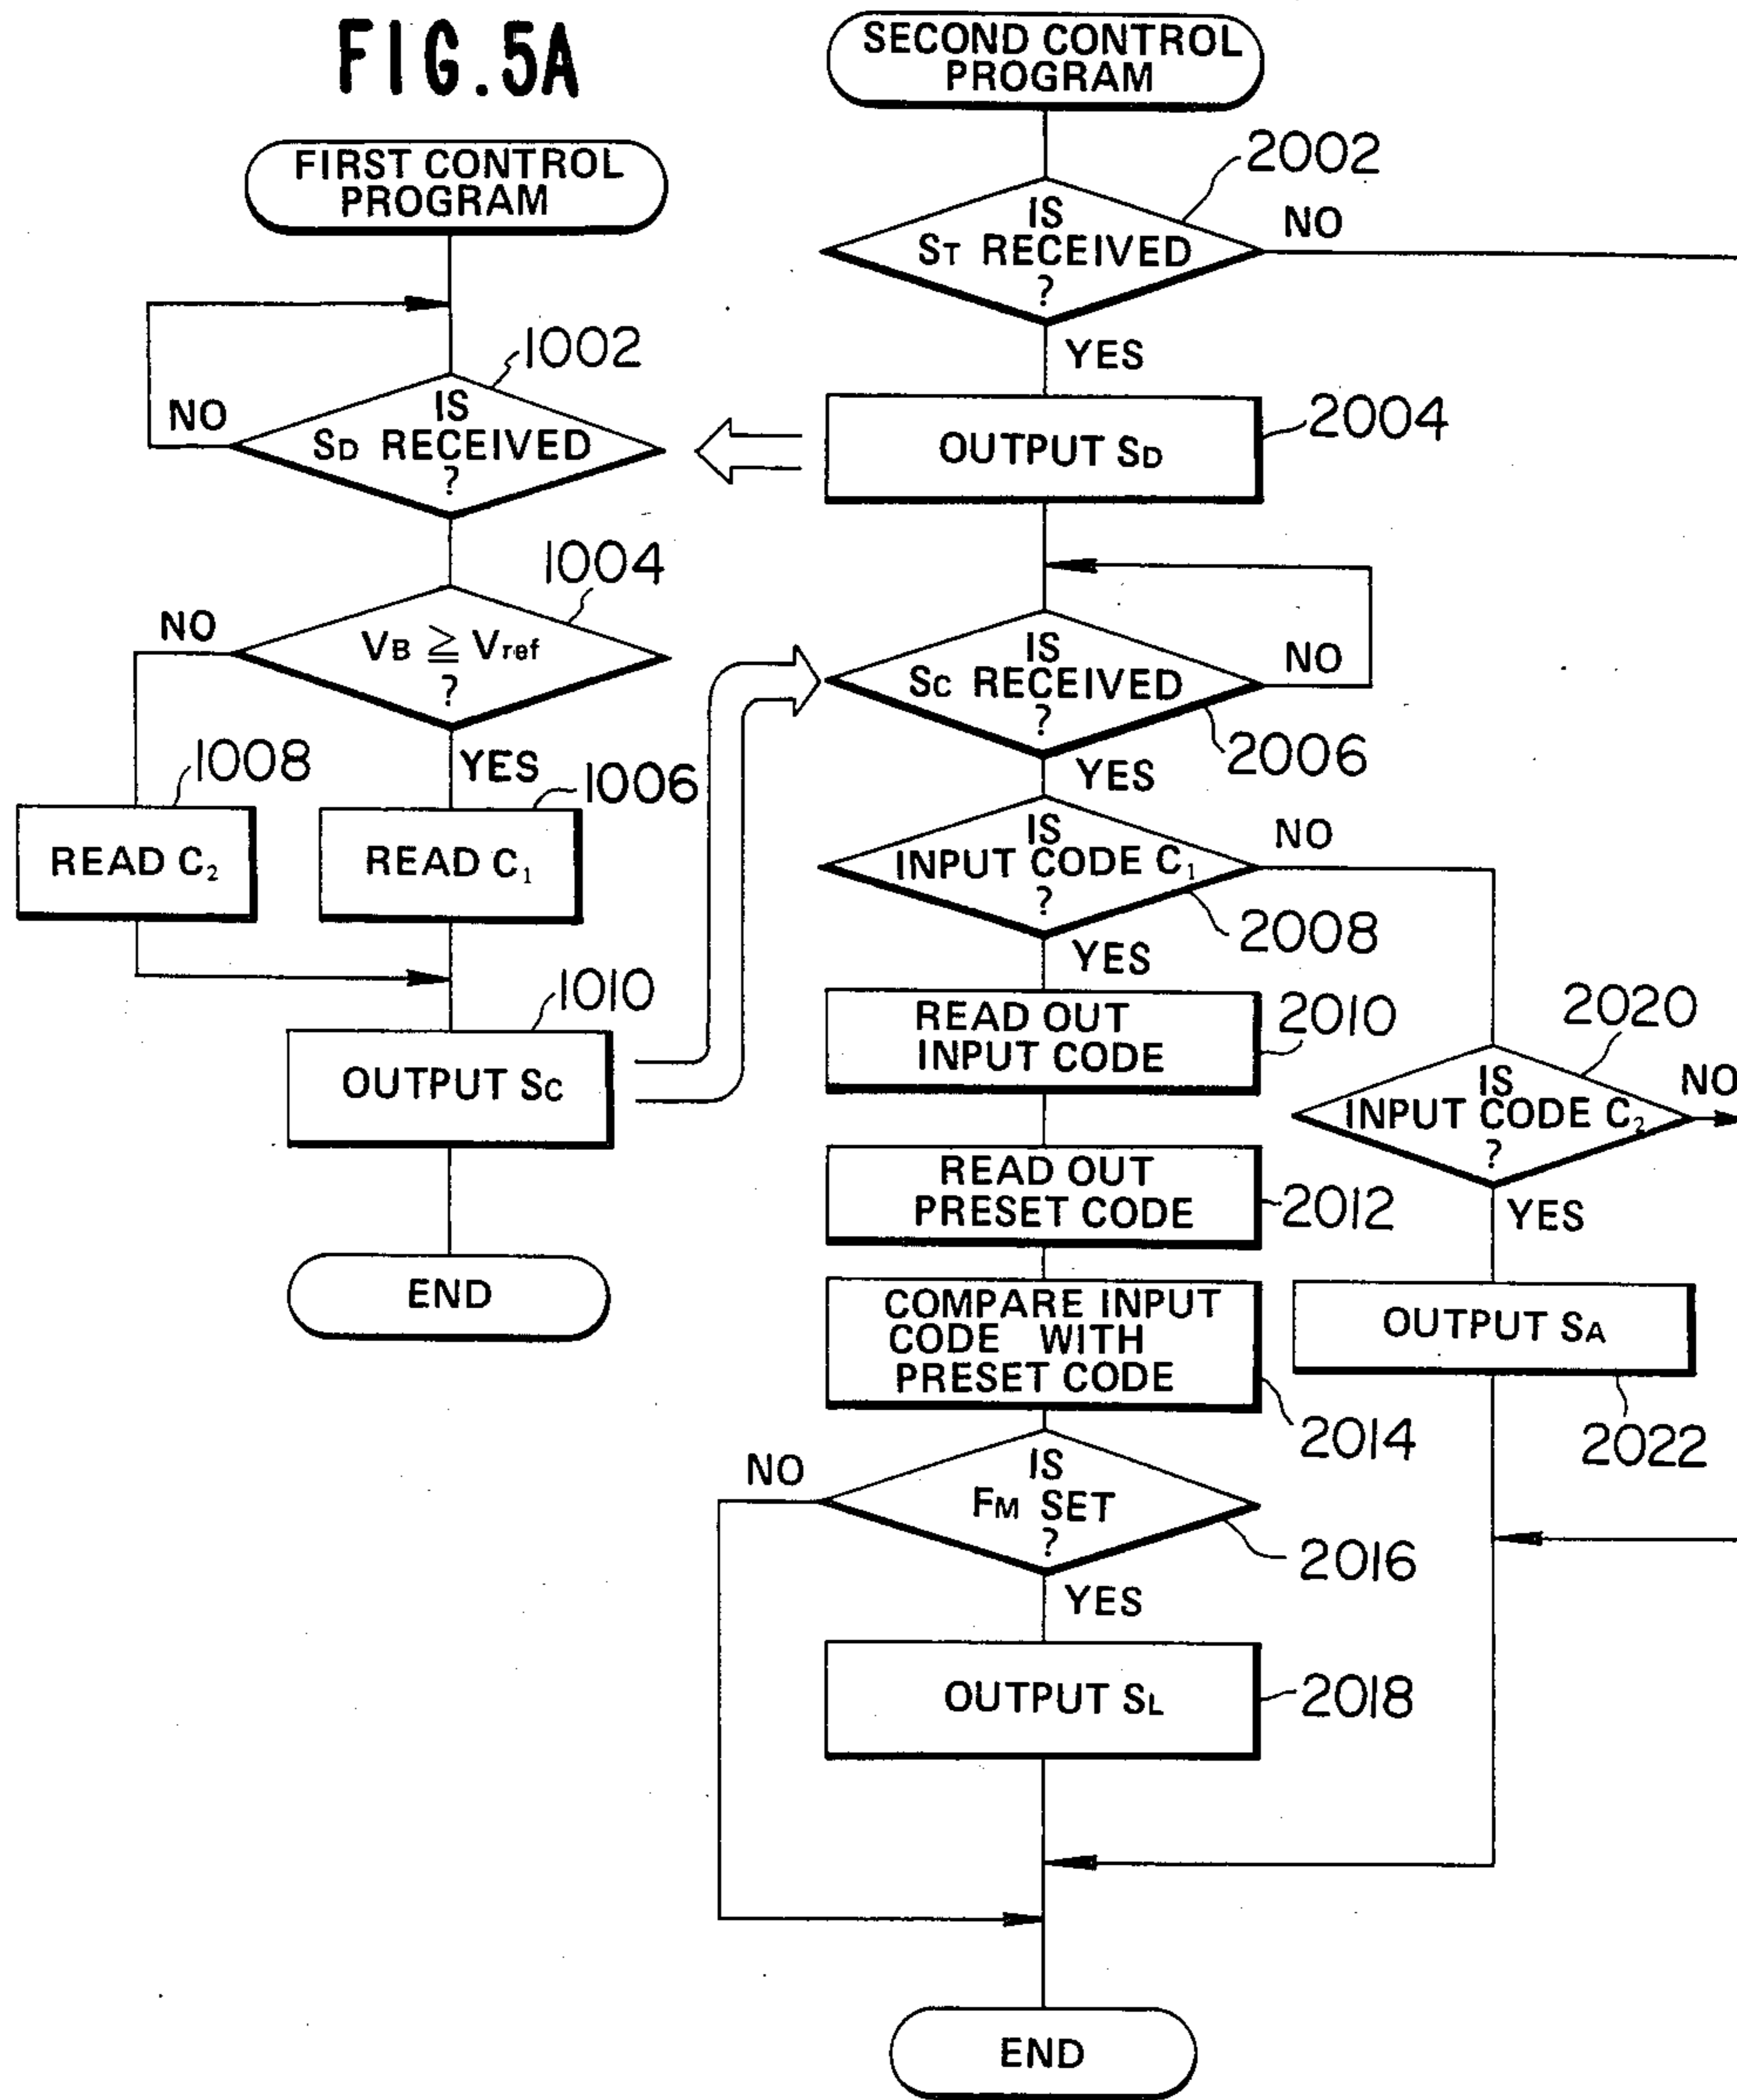 FIG.5A
FIRST CONTROL
PROGRAM
1002
IS
SD RECEIVED
?
NO
1004
VB ≧ Vref
?
NO
YES
1008
READ C2
1006
READ C1
1010
OUTPUT SC
END
SECOND CONTROL
PROGRAM
2002
IS
ST RECEIVED
?
NO
YES
2004
OUTPUT SD
IS
SC RECEIVED
?
NO
2006
YES
IS
INPUT CODE C1
?
NO
2008
YES
READ OUT
INPUT CODE
2010
READ OUT
PRESET CODE
2012
COMPARE INPUT
CODE WITH
PRESET CODE
2014
IS
FM SET
?
NO
2016
YES
OUTPUT SL
2018
END
2020
IS
INPUT CODE C2
?
NO
YES
OUTPUT SA
2022